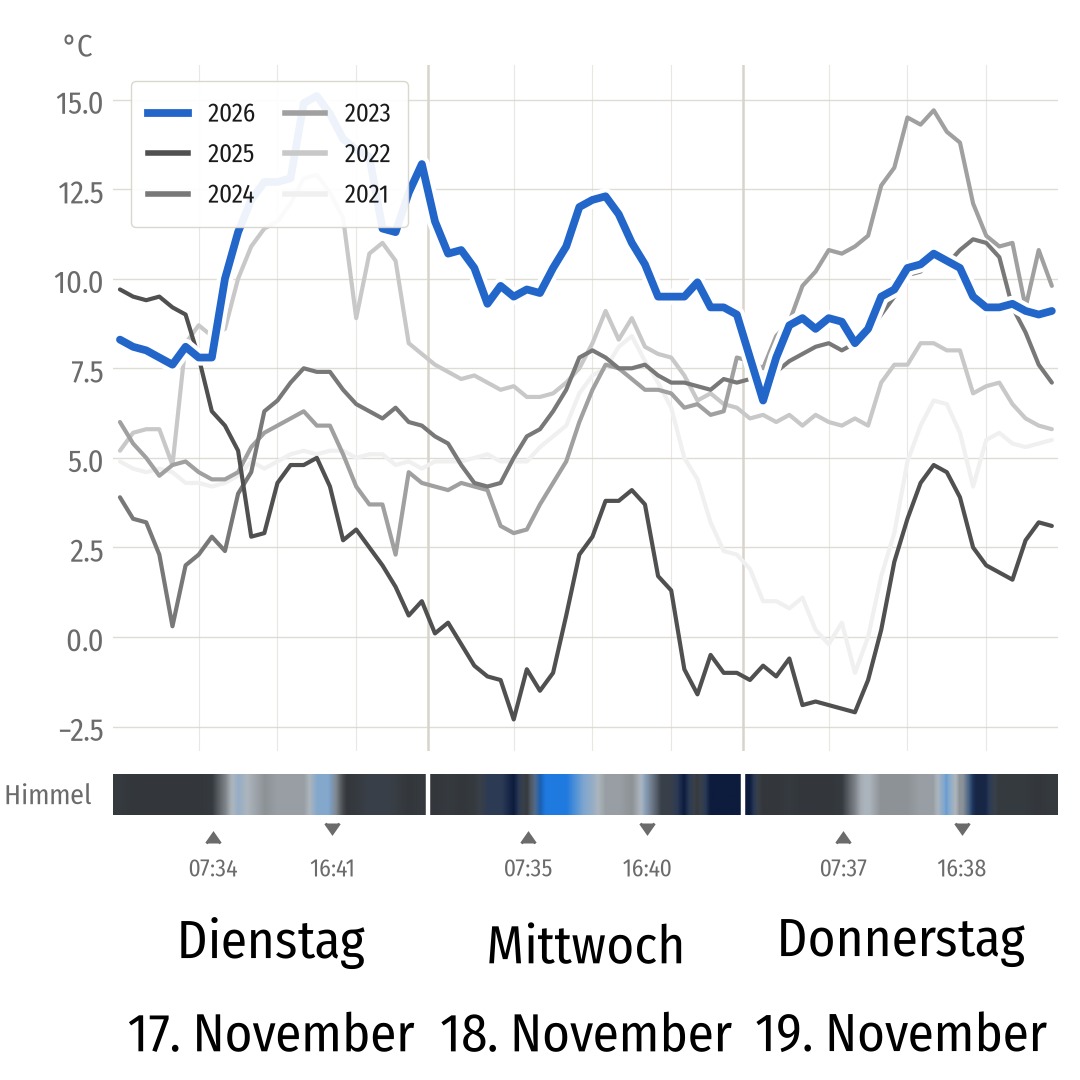 °C
15.0
12.5
10.0
7.5
5.0
2.5
0.0
−2.5
2026 2023
2025 2022
2024 2021
Himmel
07:34 16:41 07:35 16:40 07:37 16:38
Dienstag Mittwoch Donnerstag
17. November 18. November 19. November